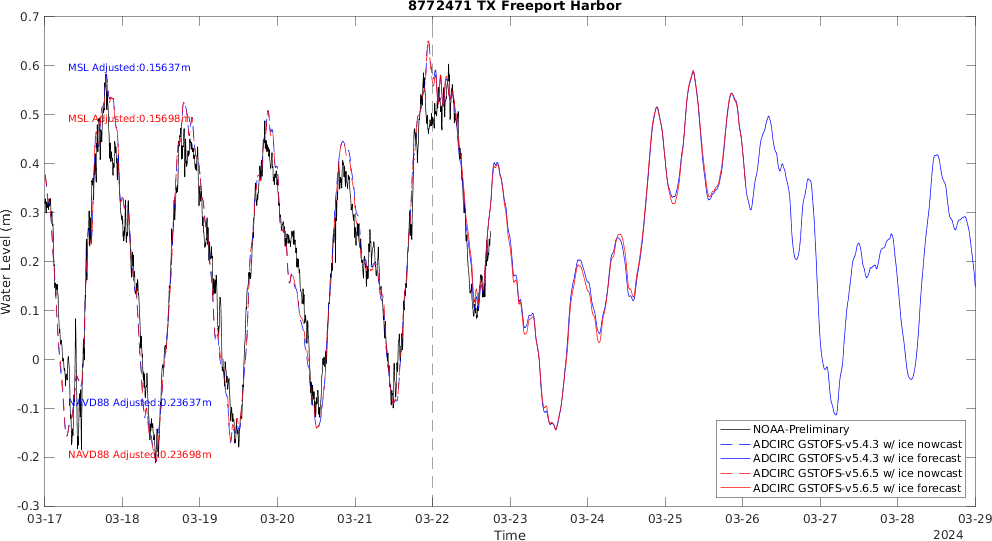 8772471 TX Freeport Harbor
0.7
0.6
0.5
0.4
0.3
0.2
0.1
0
-0.1
-0.2
-0.3
Water Level (m)
MSL Adjusted:0.15637m
MSL Adjusted:0.15698m
NAVD88 Adjusted:0.23637m
NAVD88 Adjusted:0.23698m
NOAA-Preliminary
ADCIRC GSTOFS-v5.4.3 w/ ice nowcast
ADCIRC GSTOFS-v5.4.3 w/ ice forecast
ADCIRC GSTOFS-v5.6.5 w/ ice nowcast
ADCIRC GSTOFS-v5.6.5 w/ ice forecast
03-17 03-18 03-19 03-20 03-21 03-22 03-23 03-24 03-25 03-26 03-27 03-28 03-29
Time
2024